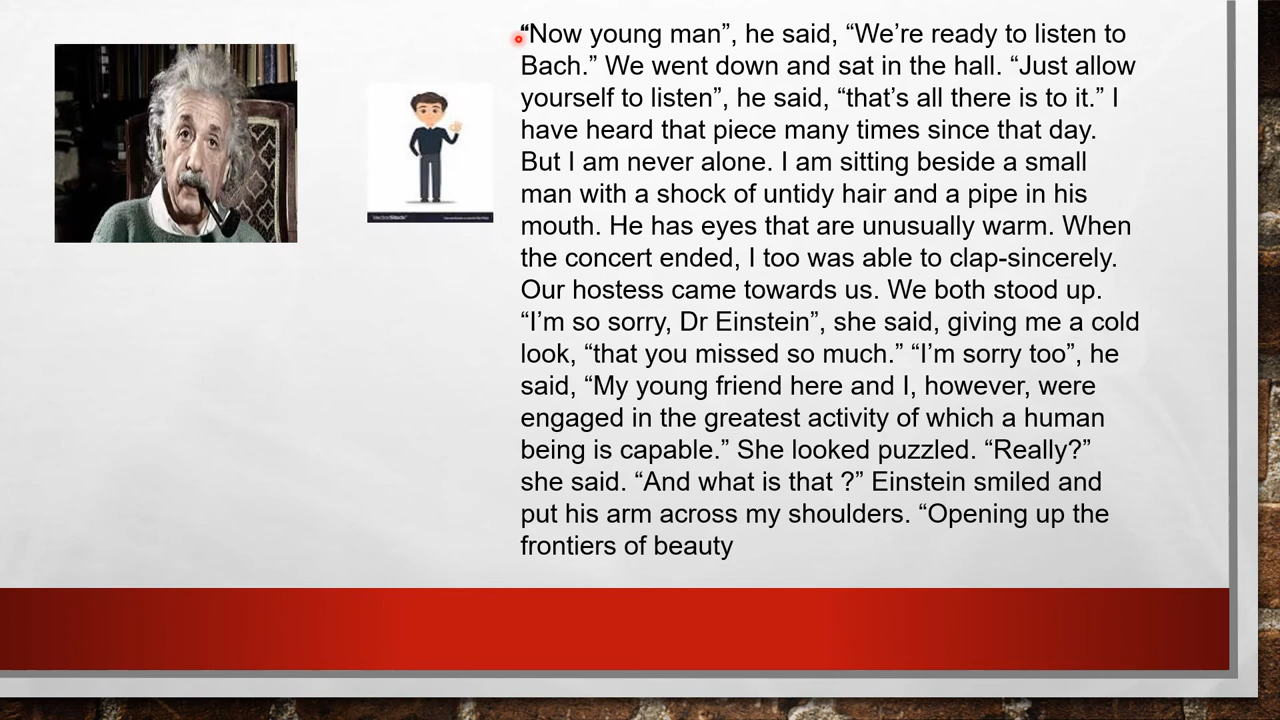 “Now young man”, he said, “We’re ready to listen to
Bach.” We went down and sat in the hall. “Just allow
yourself to listen”, he said, “that’s all there is to it.” I
have heard that piece many times since that day.
But I am never alone. I am sitting beside a small
man with a shock of untidy hair and a pipe in his
mouth. He has eyes that are unusually warm. When
the concert ended, I too was able to clap-sincerely.
Our hostess came towards us. We both stood up.
“I’m so sorry, Dr Einstein”, she said, giving me a cold
look, “that you missed so much.” “I’m sorry too”, he
said, “My young friend here and I, however, were
engaged in the greatest activity of which a human
being is capable.” She looked puzzled. “Really?”
she said. “And what is that ?” Einstein smiled and
put his arm across my shoulders. “Opening up the
frontiers of beauty
VectorStock